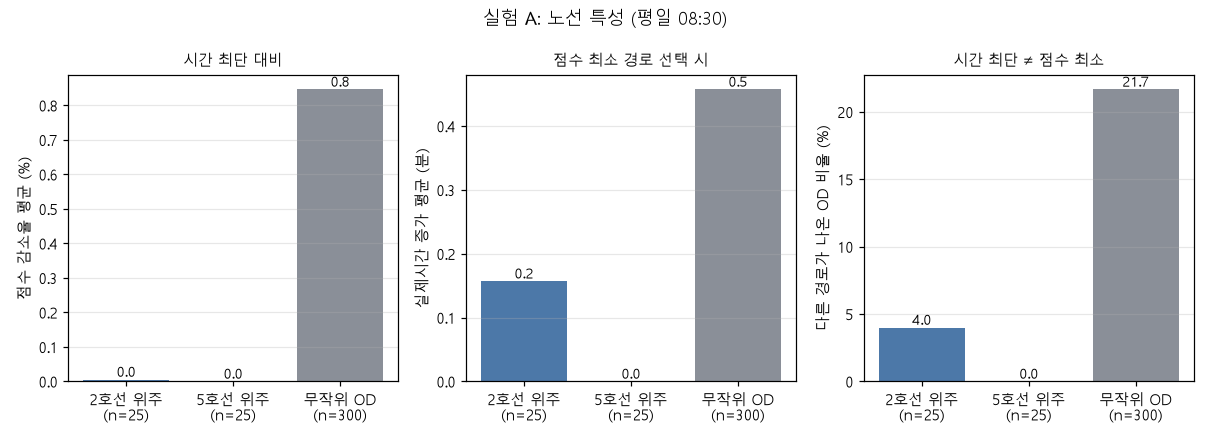 실험 A: 노선 특성 (평일 08:30)
시간 최단 대비
점수 감소율 평균 (%)
0.8
0.7
0.6
0.5
0.4
0.3
0.2
0.1
0.0
0.0
0.0
0.8
2호선 위주
(n=25)
5호선 위주
(n=25)
무작위 OD
(n=300)
점수 최소 경로 선택 시
실제시간 증가 평균 (분)
0.4
0.3
0.2
0.1
0.0
0.2
0.0
0.5
2호선 위주
(n=25)
5호선 위주
(n=25)
무작위 OD
(n=300)
시간 최단 ≠ 점수 최소
다른 경로가 나온 OD 비율 (%)
20
15
10
5
0
4.0
0.0
21.7
2호선 위주
(n=25)
5호선 위주
(n=25)
무작위 OD
(n=300)